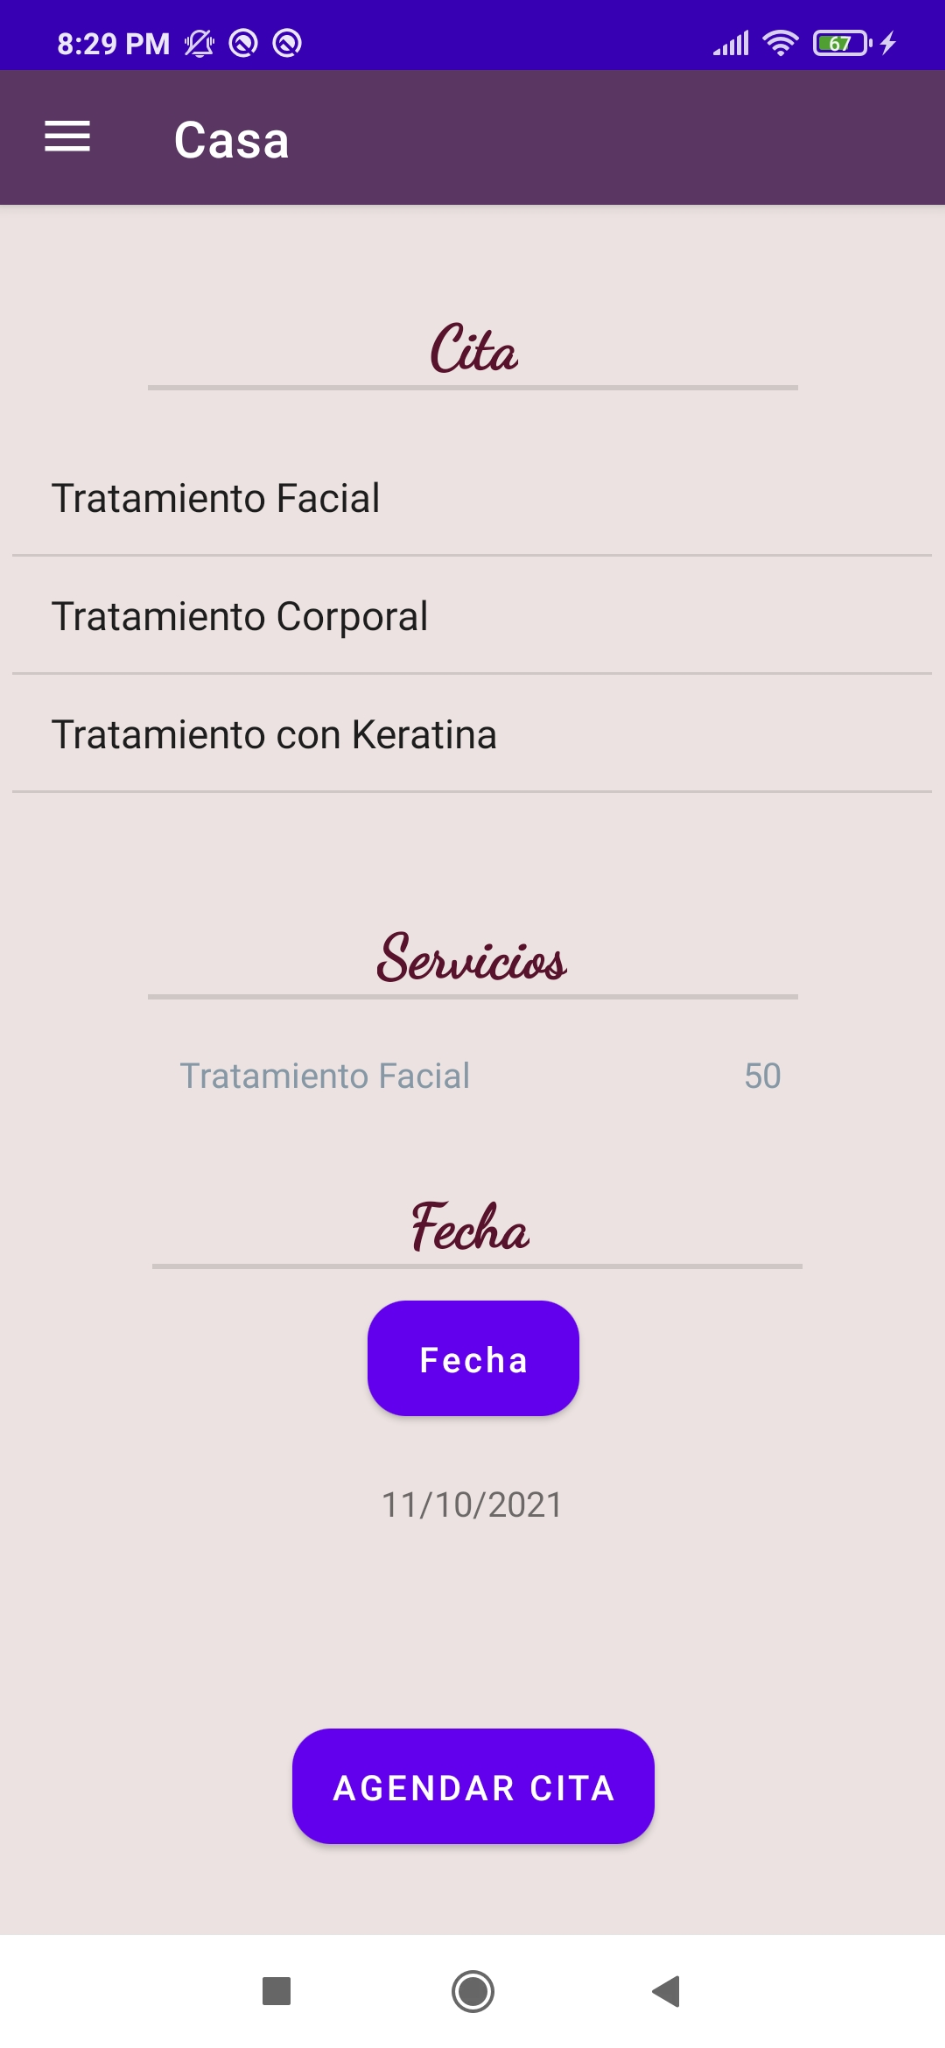 8:29 PM 67
Casa
Cita
Tratamiento Facial
Tratamiento Corporal
Tratamiento con Keratina
Servicios
Tratamiento Facial 50
Fecha
Fecha
11/10/2021
AGENDAR CITA